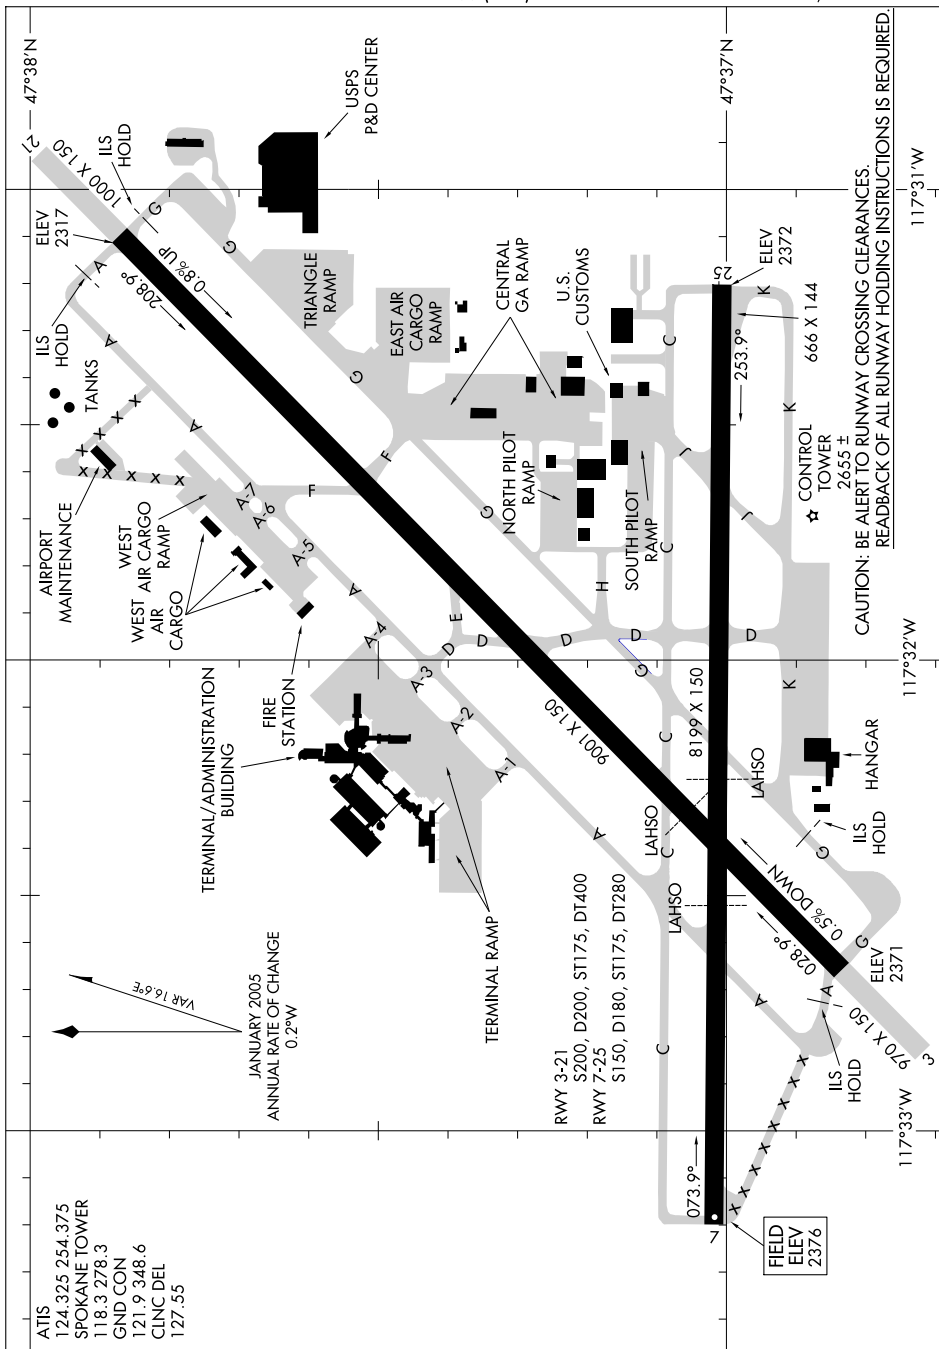 47°38'N
47°37'N
USPS
P&D CENTER
ILS
HOLD
21
1000 X 150
ELEV
2317
A
G
208.9°
0.8% UP
G
TRIANGLE
RAMP
ILS
HOLD
A
TANKS
EAST AIR
CARGO
RAMP
CENTRAL
GA RAMP
U.S.
CUSTOMS
25
ELEV
2372
K
C
666 X 144
253.9°
117°31'W
G
A
F
F
K
J
J
CONTROL
TOWER
2655 ±
CAUTION: BE ALERT TO RUNWAY CROSSING CLEARANCES.
READBACK OF ALL RUNWAY HOLDING INSTRUCTIONS IS REQUIRED.
AIRPORT
MAINTENANCE
WEST
AIR CARGO
RAMP
WEST
AIR
CARGO
A-7
A-6
A-5
A
A-4
A-3
A-2
A-1
NORTH PILOT
RAMP
SOUTH PILOT
RAMP
G
H
C
E
D
D
D
D
D
G
K
FIRE
STATION
TERMINAL/ADMINISTRATION
BUILDING
9001 X 150
8199 X 150
C
117°32'W
HANGAR
LAHSO
LAHSO
LAHSO
C
A
ILS
HOLD
G
TERMINAL RAMP
0.5% DOWN
028.9°
G
ELEV
2371
A
A
970 X 150
3
ILS
HOLD
VAR 16.6°E
JANUARY 2005
ANNUAL RATE OF CHANGE
0.2°W
RWY 3-21
S200, D200, ST175, DT400
RWY 7-25
S150, D180, ST175, DT280
C
117°33'W
073.9°
7
FIELD
ELEV
2376
ATIS
124.325 254.375
SPOKANE TOWER
118.3 278.3
GND CON
121.9 348.6
CLNC DEL
127.55